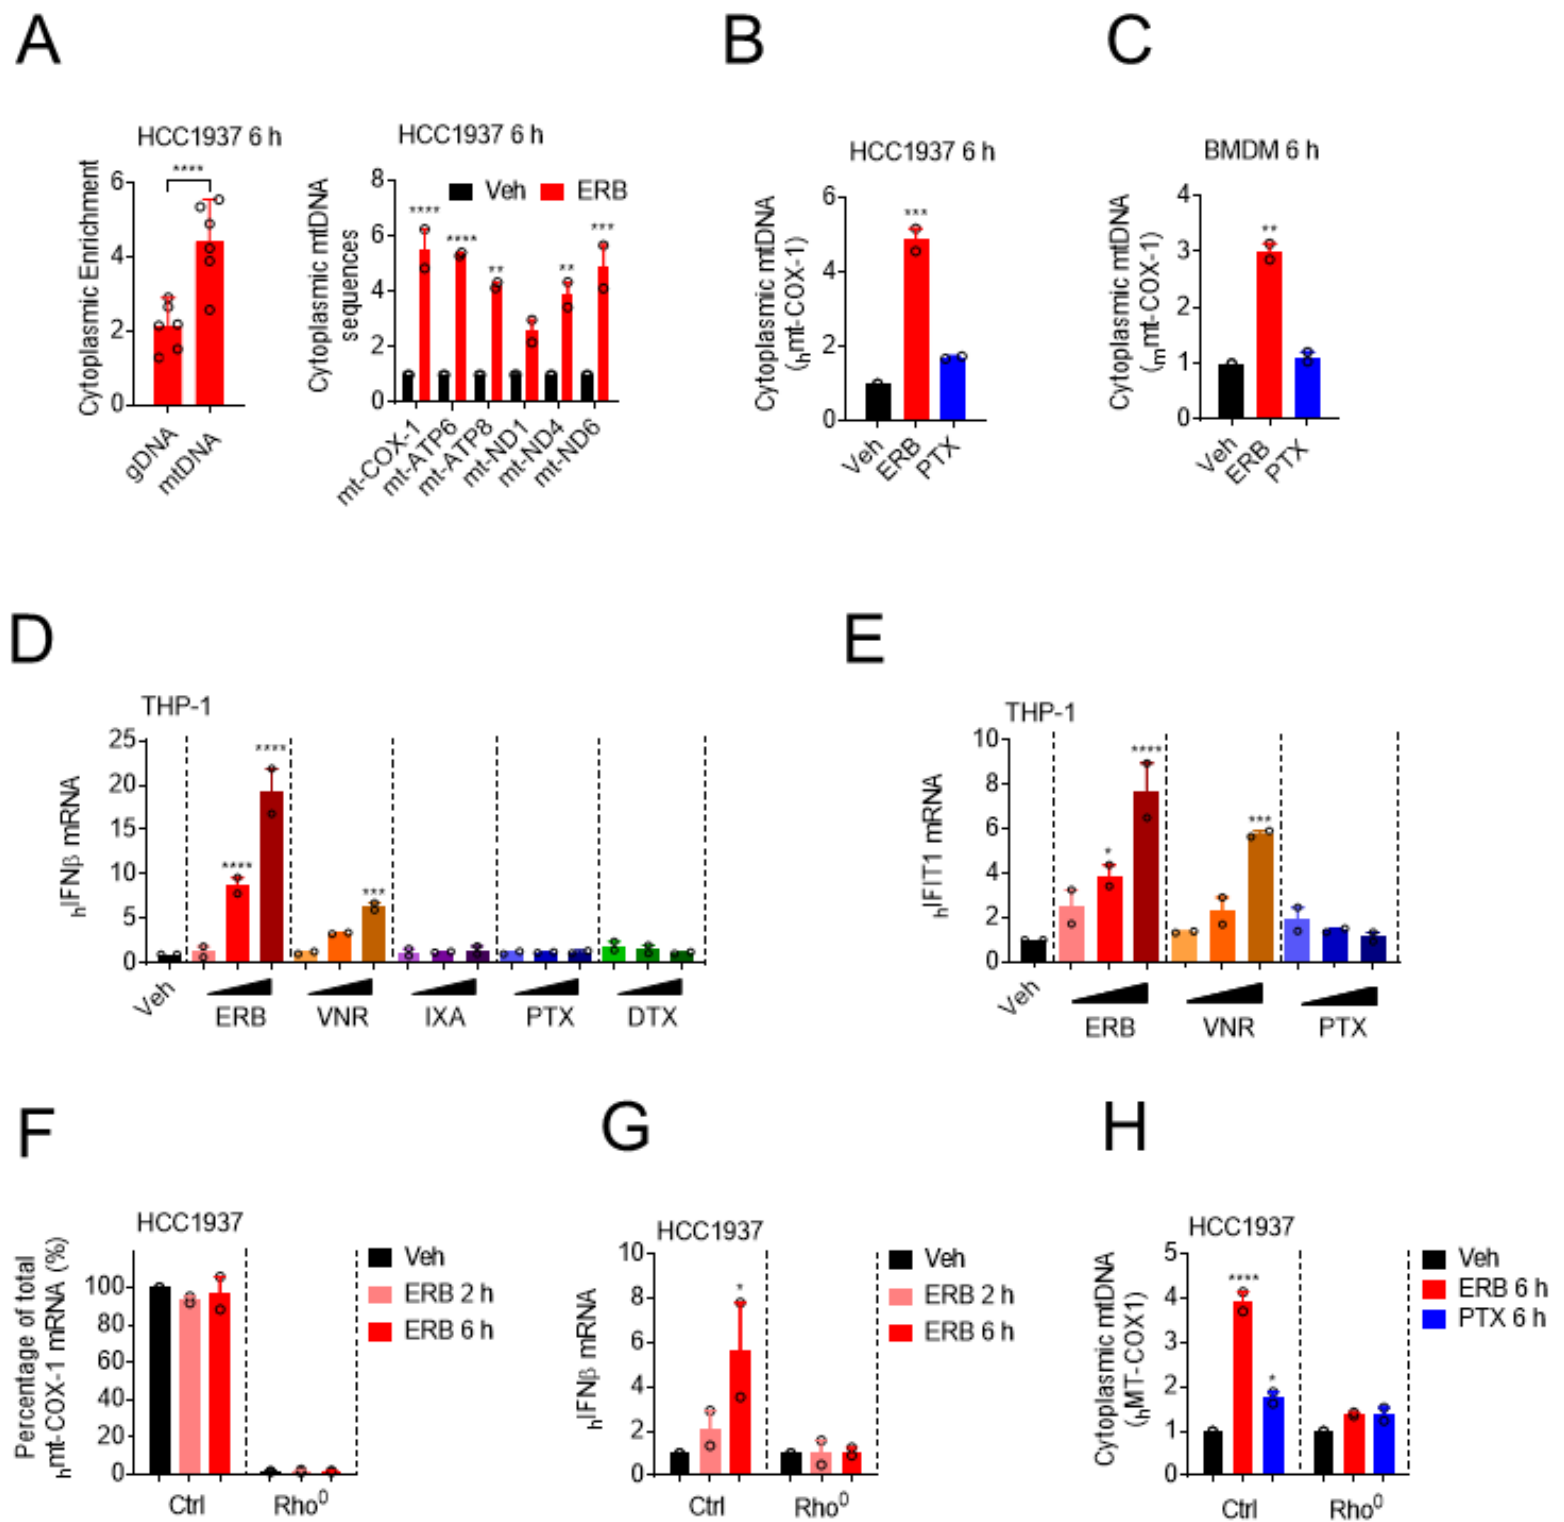 A
B
C
HCC1937 6 h
Cytoplasmic Enrichment
6
4
2
0
****
gDNA
mtDNA
HCC1937 6 h
Cytoplasmic mtDNA
sequences
8
6
4
2
0
Veh ERB
****
****
**
**
***
mt-COX-1
mt-ATP6
mt-ATP8
mt-ND1
mt-ND4
mt-ND6
HCC1937 6 h
Cytoplasmic mtDNA
(hmt-COX-1)
6
4
2
0
***
Veh
ERB
PTX
BMDM 6 h
Cytoplasmic mtDNA
(mmt-COX-1)
4
3
2
1
0
**
Veh
ERB
PTX
D
E
THP-1
hIFNβ mRNA
25
20
15
10
5
0
****
****
***
Veh
ERB VNR IXA PTX DTX
THP-1
hIFIT1 mRNA
10
8
6
4
2
0
*
****
***
Veh
ERB VNR PTX
F
G
H
HCC1937
Percentage of total
hmt-COX-1 mRNA (%)
100
80
60
40
20
0
Ctrl Rho0
Veh
ERB 2 h
ERB 6 h
HCC1937
hIFNβ mRNA
10
8
6
4
2
0
*
Ctrl Rho0
Veh
ERB 2 h
ERB 6 h
HCC1937
Cytoplasmic mtDNA
(hMT-COX1)
5
4
3
2
1
0
****
*
Ctrl Rho0
Veh
ERB 6 h
PTX 6 h